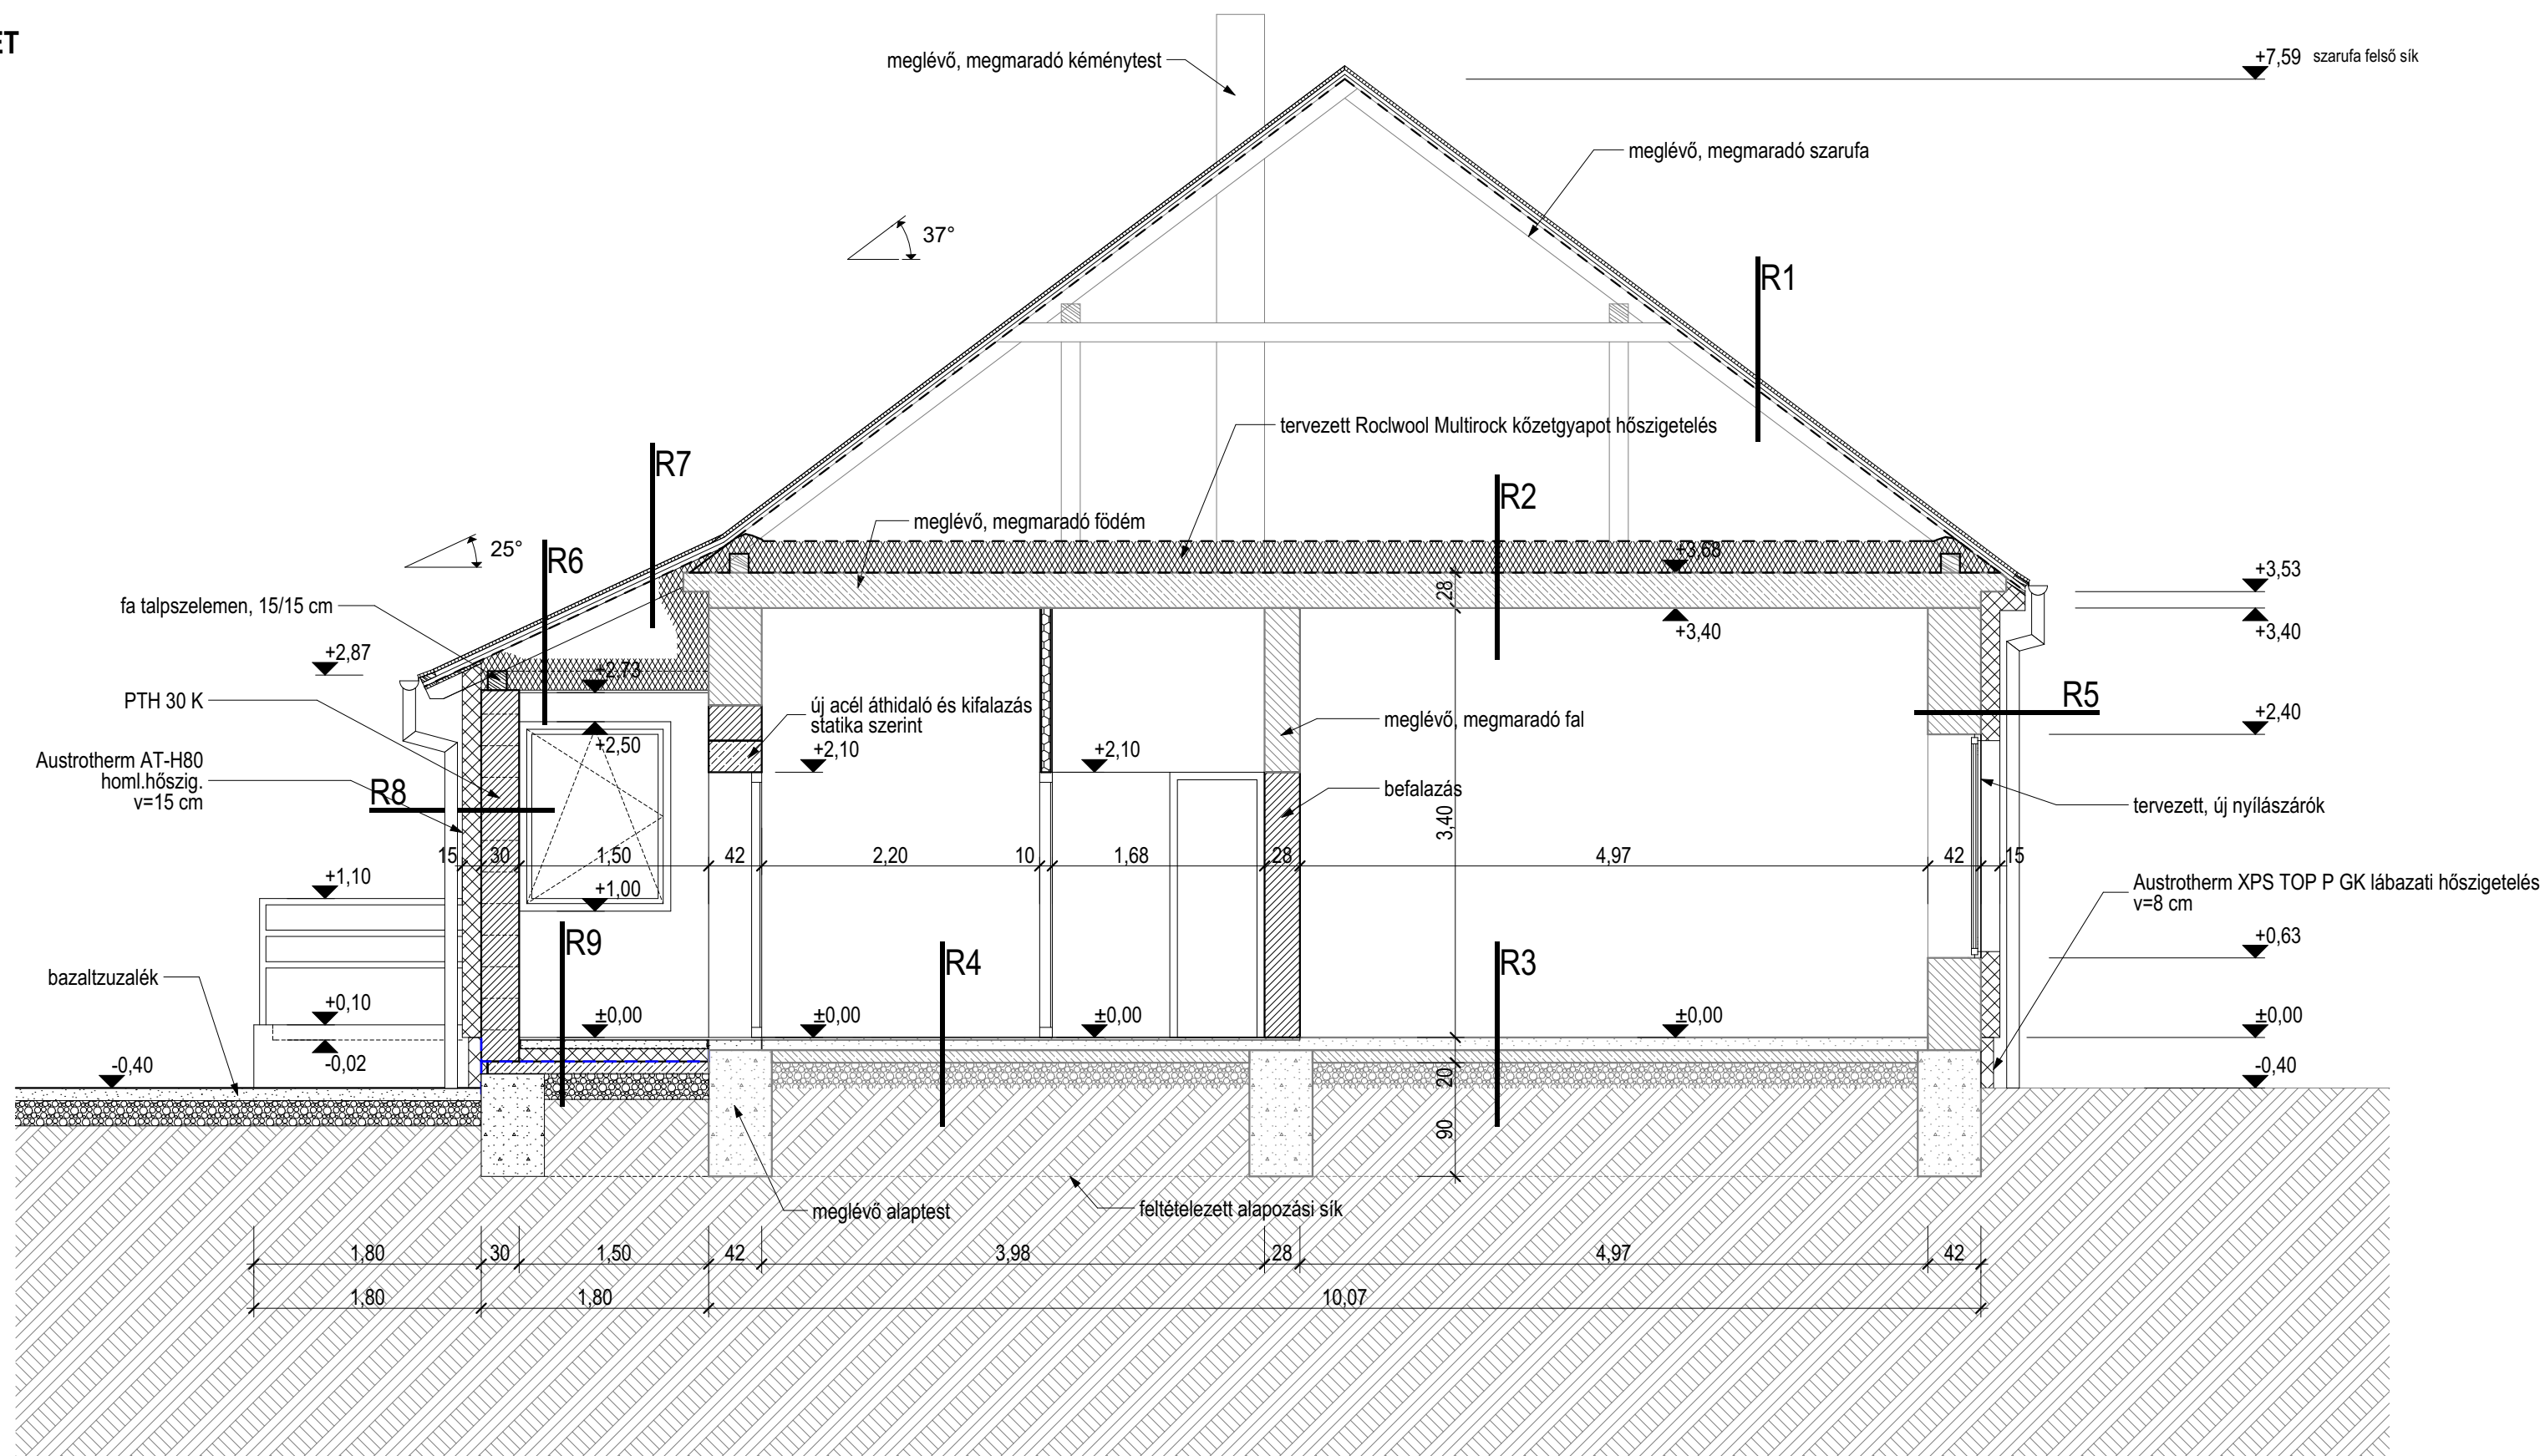 ET
meglévő, megmaradó kéménytest
+7,59 szarufa felső sík
meglévő, megmaradó szarufa
37°
R1
tervezett Roclwool Multirock kőzetgyapot hőszigetelés
R7
R2
meglévő, megmaradó födém
25°
R6
+3,68
+3,53
28
fa talpszelemen, 15/15 cm
+3,40
+3,40
+2,87
+2,73
PTH 30 K
új acél áthidaló és kifalazás
statika szerint
R5
meglévő, megmaradó fal
+2,40
+2,50
+2,10
+2,10
Austrotherm AT-H80
homl.hőszig.
v=15 cm
R8
befalazás
tervezett, új nyílászárók
3,40
15
30
1,50
42
2,20
10
1,68
28
4,97
42
15
+1,10
+1,00
Austrotherm XPS TOP P GK lábazati hőszigetelés
v=8 cm
R9
R4
R3
+0,63
bazaltzuzalék
+0,10
±0,00
±0,00
±0,00
±0,00
±0,00
-0,40
-0,02
-0,40
20
90
meglévő alaptest
feltételezett alapozási sík
1,80
30
1,50
42
3,98
28
4,97
42
1,80
1,80
10,07